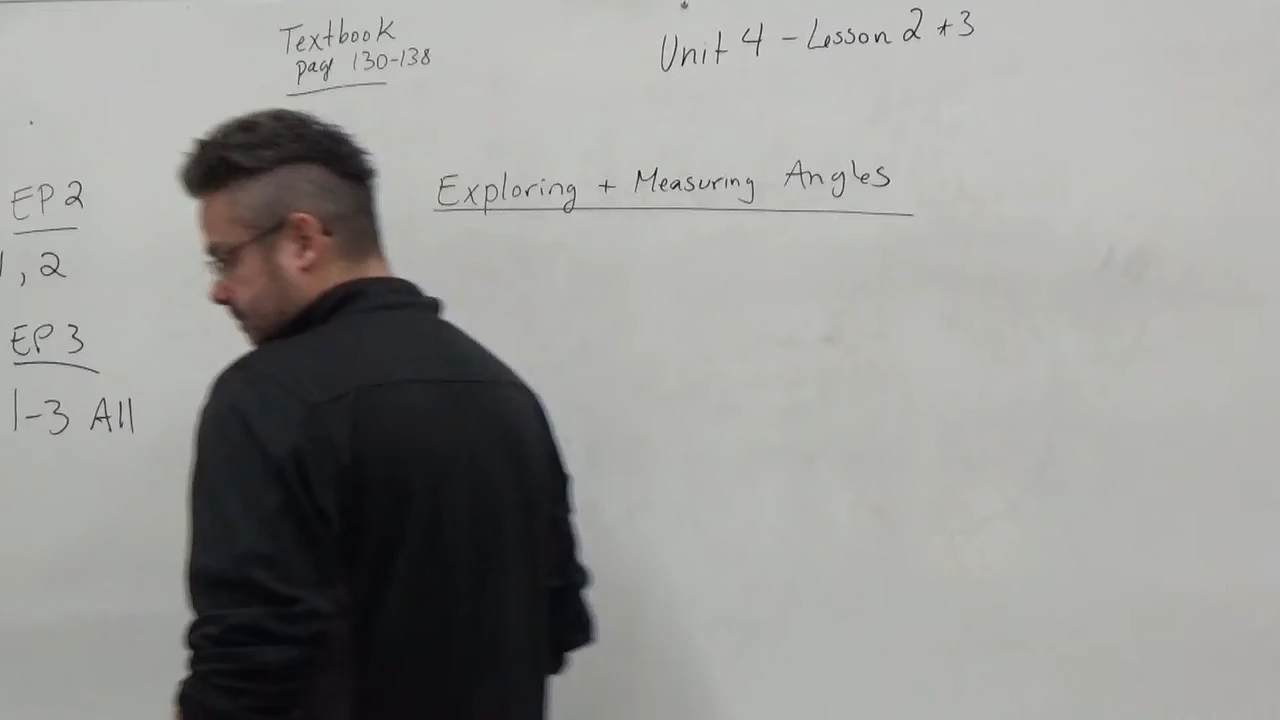 Textbook
pag 130-138
Unit 4 - Lesson 2 + 3
Exploring + Measuring Angles
EP 2
1, 2
EP 3
1-3 All